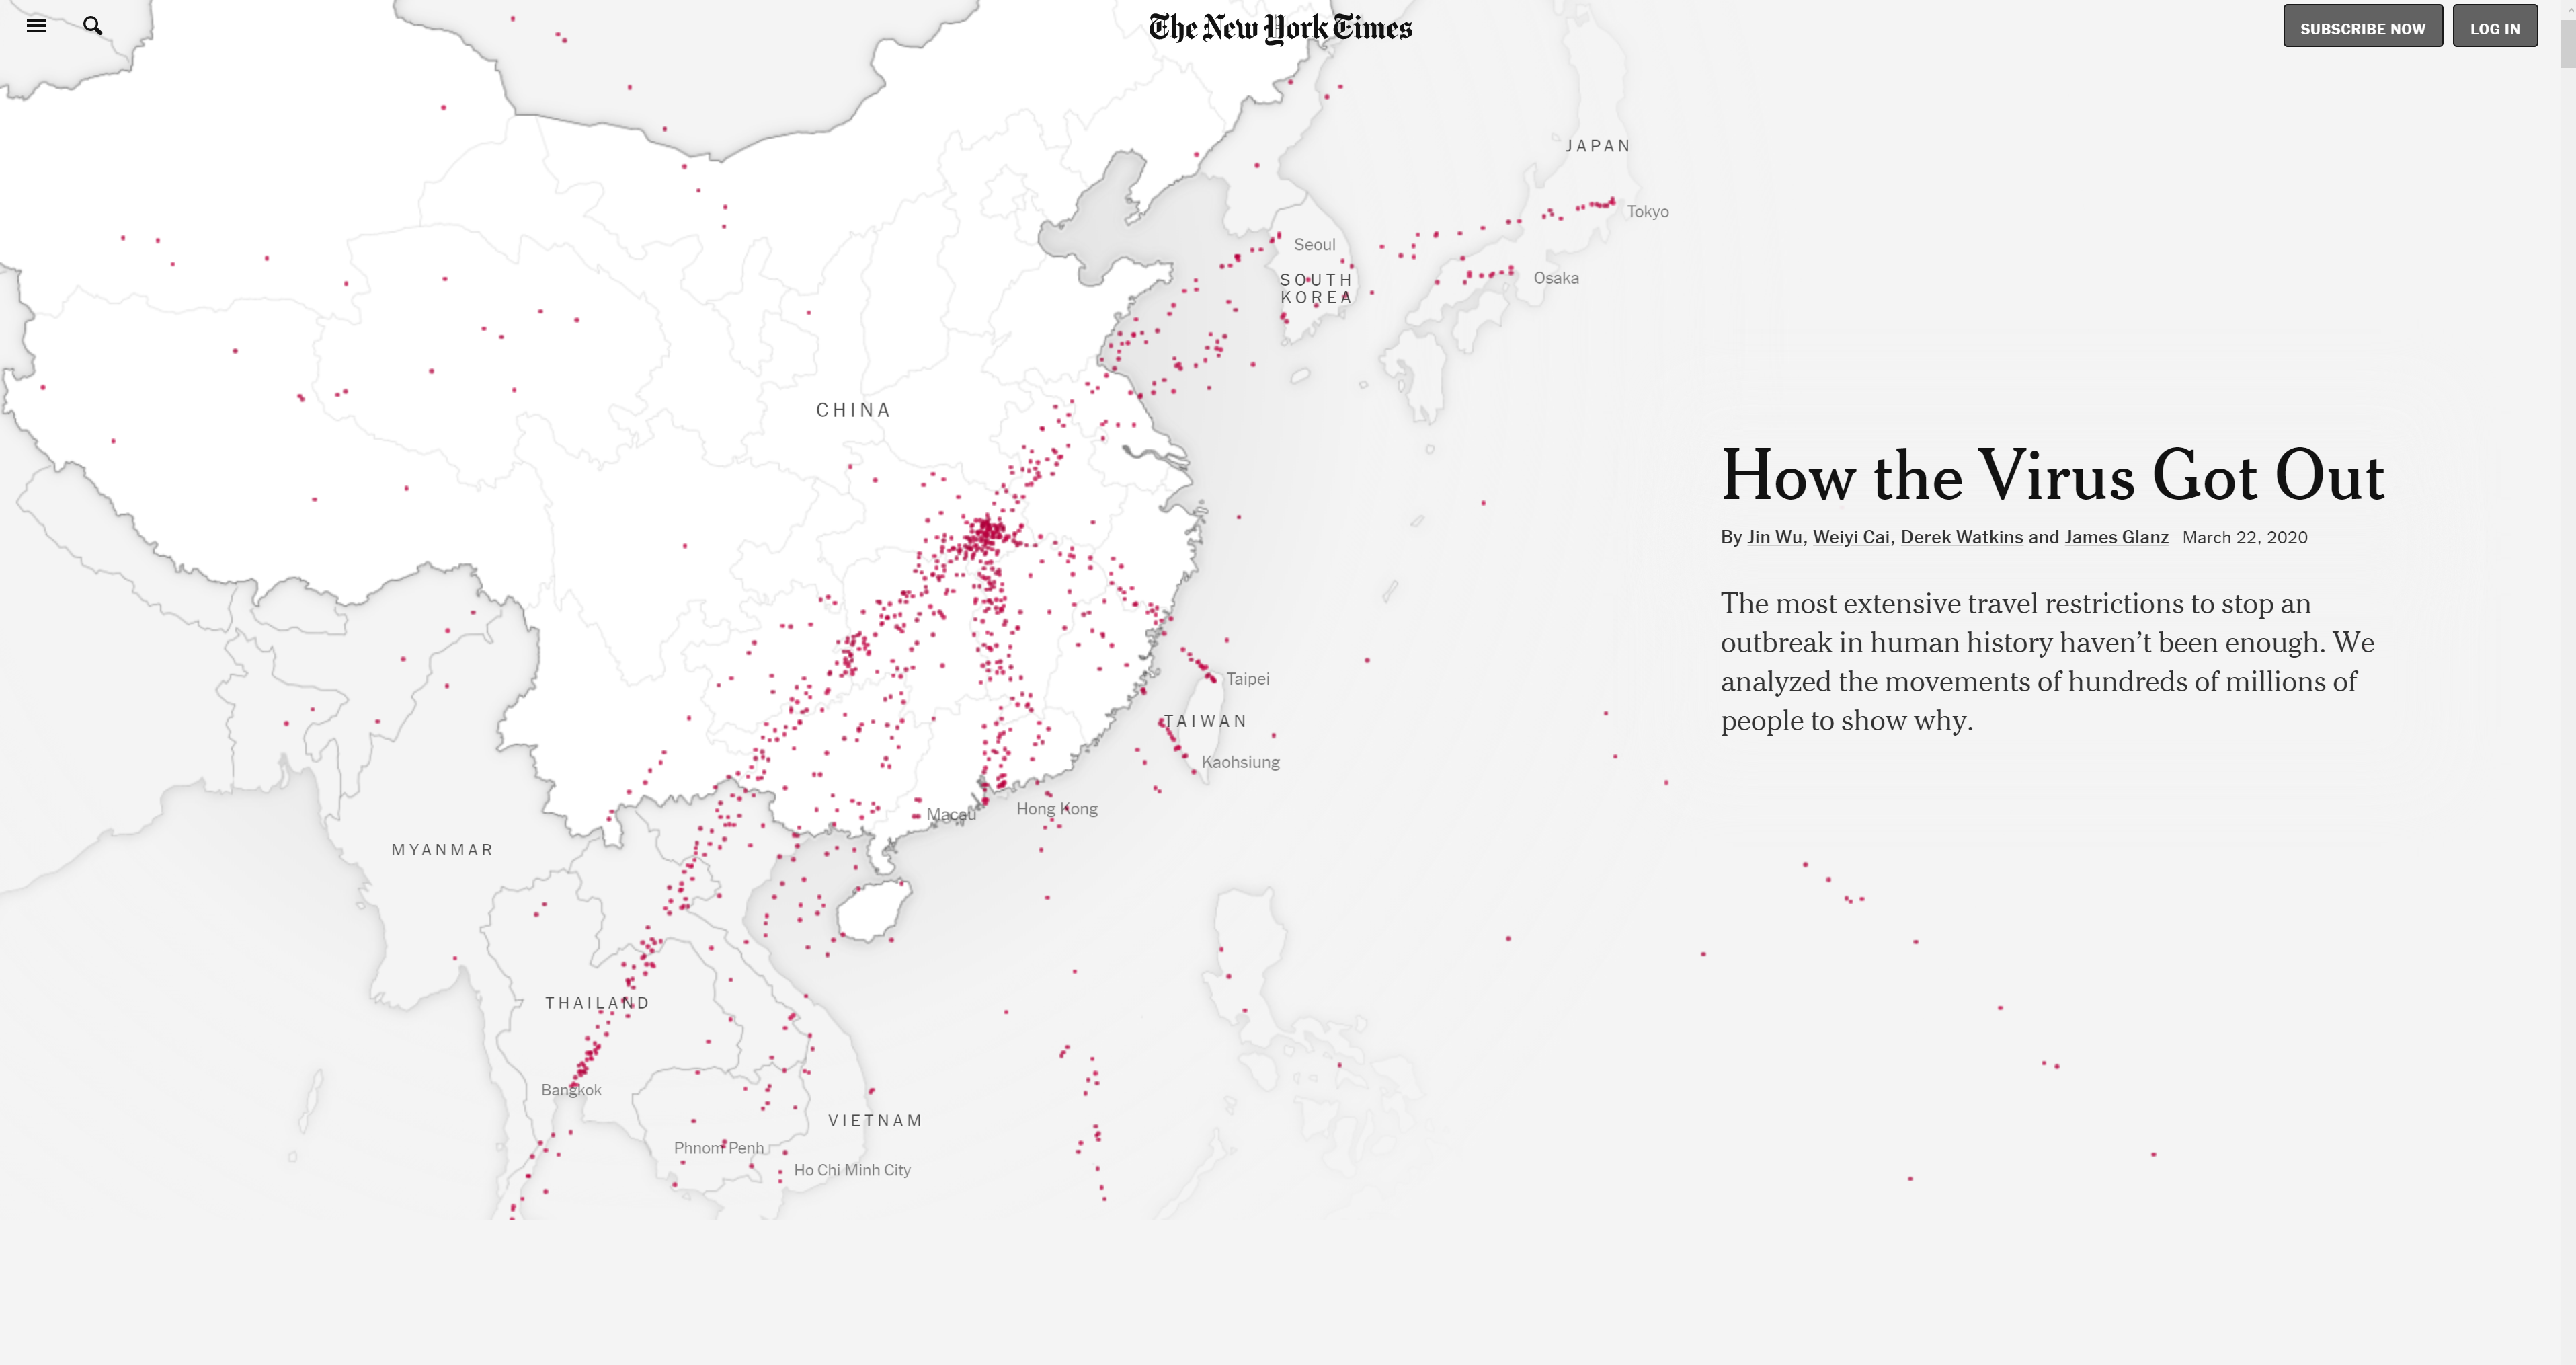 The New York Times
SUBSCRIBE NOW
LOG IN
JAPAN
Tokyo
Seoul
SOUTH
KOREA
Osaka
CHINA
How the Virus Got Out
By Jin Wu, Weiyi Cai, Derek Watkins and James Glanz March 22, 2020
The most extensive travel restrictions to stop an
outbreak in human history haven’t been enough. We
analyzed the movements of hundreds of millions of
people to show why.
Taipei
TAIWAN
Kaohsiung
Macau
Hong Kong
MYANMAR
THAILAND
Bangkok
VIETNAM
Phnom Penh
Ho Chi Minh City